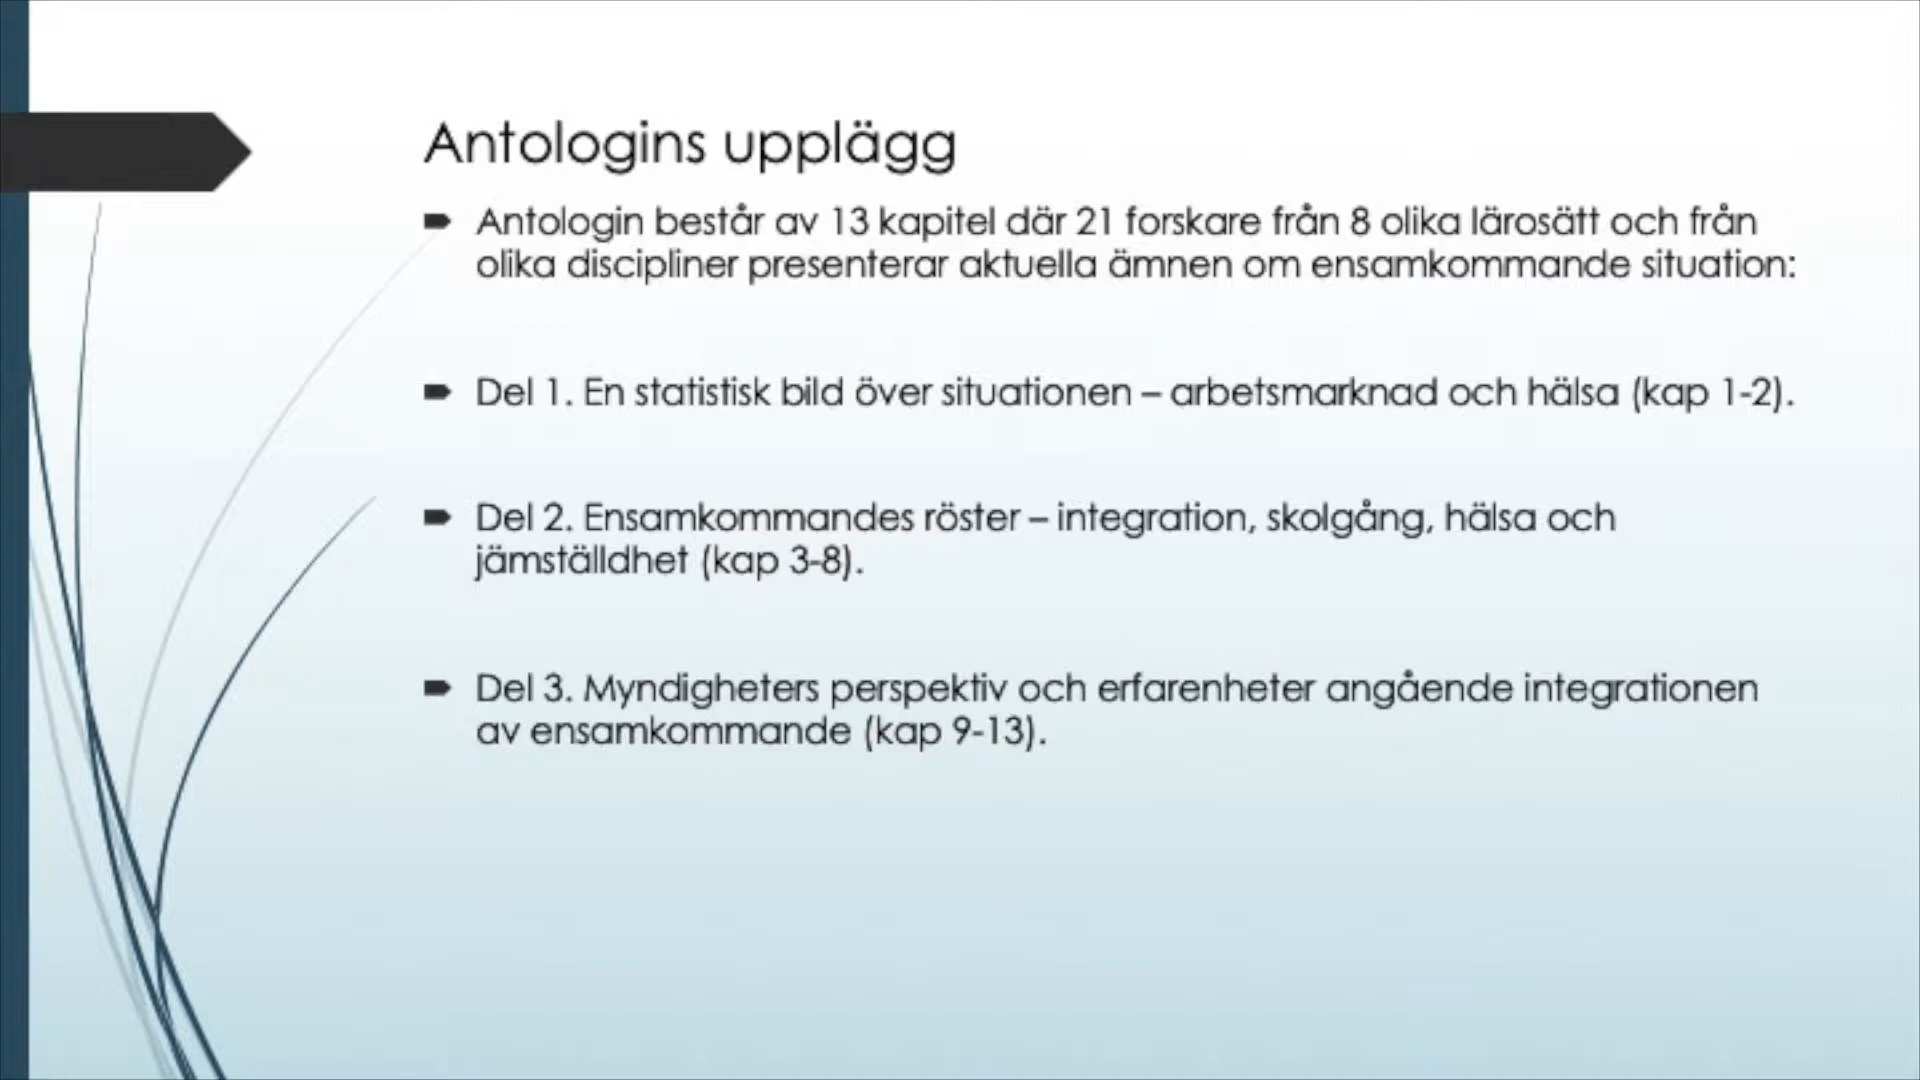 Antologins upplägg
Antologin består av 13 kapitel där 21 forskare från 8 olika lärosätt och från
olika discipliner presenterar aktuella ämnen om ensamkommande situation:
Del 1. En statistisk bild över situationen – arbetsmarknad och hälsa (kap 1-2).
Del 2. Ensamkommandes röster – integration, skolgång, hälsa och
jämställdhet (kap 3-8).
Del 3. Myndigheters perspektiv och erfarenheter angående integrationen
av ensamkommande (kap 9-13).